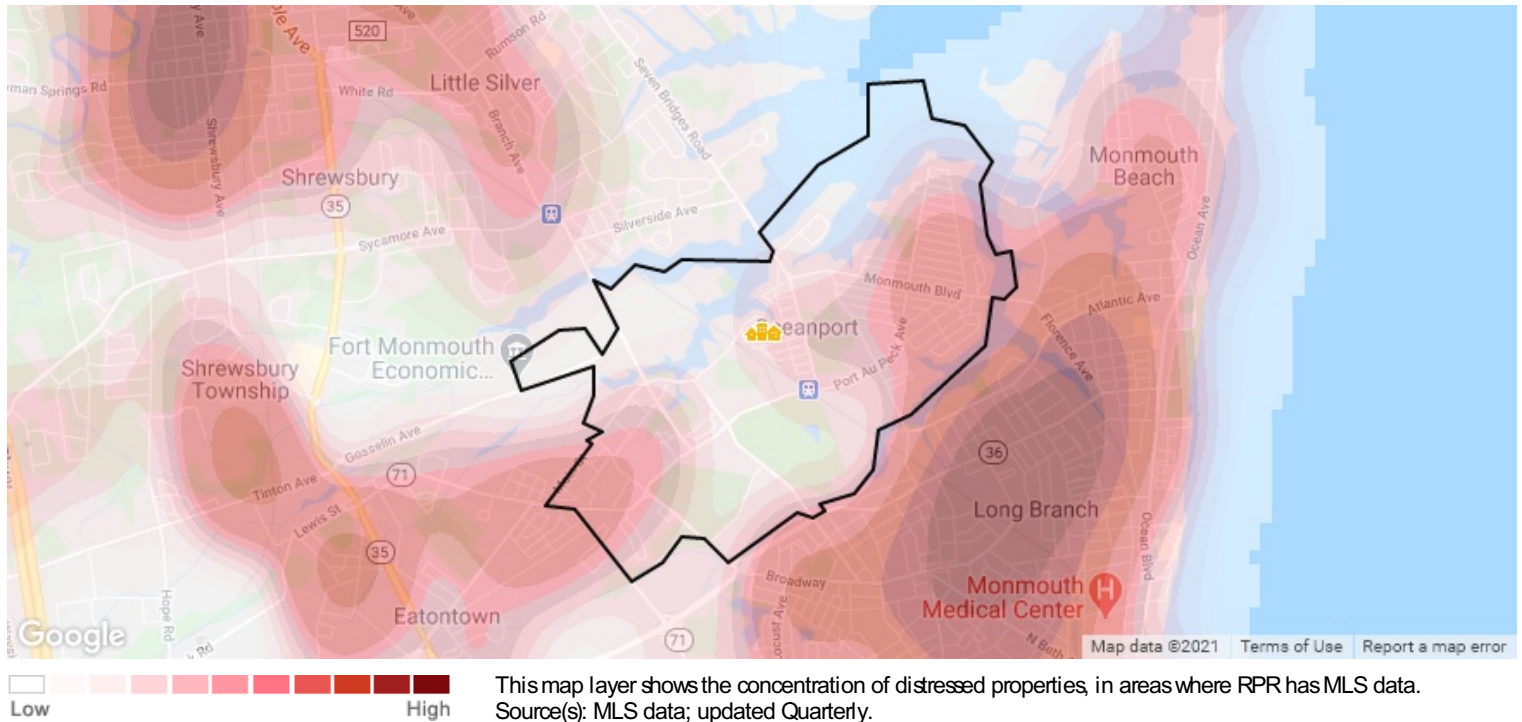 520
Rumson Rd
Little Silver
White Rd
Seven Bridges Road
Branch Ave
Shrewsbury Ave
Monmouth
Beach
Shrewsbury
35
Silverside Ave
Sycamore Ave
Ocean Ave
Monmouth Blvd
Atlantic Ave
Oceanport
Florence Ave
Fort Monmouth
Economic...
Port Au Peck Ave
Shrewsbury
Township
Gosselin Ave
71
36
Tinton Ave
Lewis St
Long Branch
35
Ocean Blvd
Broadway
Monmouth
Medical Center
H
Hope Rd
Eatontown
Locust Ave
71
Google
Map data ©2021 Terms of Use Report a map error
This map layer shows the concentration of distressed properties, in areas where RPR has MLS data.
Low High
Source(s): MLS data; updated Quarterly.